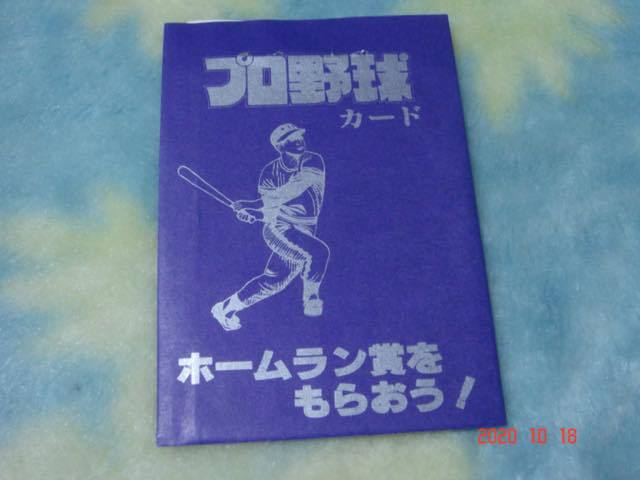 プロ野球
カード
ホームラン賞を
もらおう！
2020 10 18